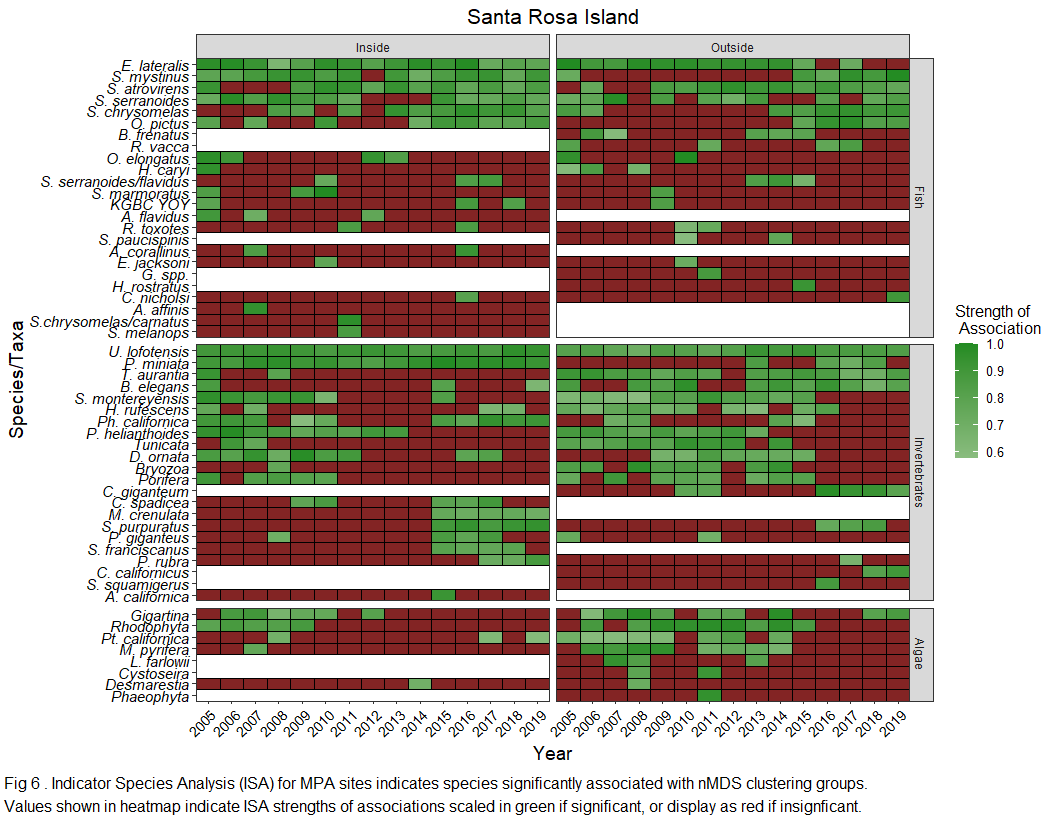 Santa Rosa Island
Inside
Outside
E. lateralis
S. mystinus
S. atrovirens
S. serranoides
S. chrysomelas
O. pictus
B. frenatus
R. vacca
O. elongatus
H. caryi
S. serranoides/flavidus
S. marmoratus
KGBC YOY
A. flavidus
R. toxotes
S. paucispinis
A. corallinus
E. jacksoni
G. spp.
H. rostratus
C. nicholsi
A. affinis
S.chrysomelas/carnatus
S. melanops
Fish
U. lofotensis
P. miniata
T. aurantia
B. elegans
S. montereyensis
H. rufescens
Ph. californica
P. helianthoides
Tunicata
D. ornata
Bryozoa
Porifera
C. giganteum
C. spadicea
M. crenulata
S. purpuratus
P. giganteus
S. franciscanus
P. rubra
C. californicus
S. squamigerus
A. californica
Invertebrates
Gigartina
Rhodophyta
Pt. californica
M. pyrifera
L. farlowii
Cystoseira
Desmarestia
Phaeophyta
Algae
Species/Taxa
2005 2006 2007 2008 2009 2010 2011 2012 2013 2014 2015 2016 2017 2018 2019
2005 2006 2007 2008 2009 2010 2011 2012 2013 2014 2015 2016 2017 2018 2019
Year
Strength of
Association
1.0
0.9
0.8
0.7
0.6
Fig 6 . Indicator Species Analysis (ISA) for MPA sites indicates species significantly associated with nMDS clustering groups.
Values shown in heatmap indicate ISA strengths of associations scaled in green if significant, or display as red if insignficant.